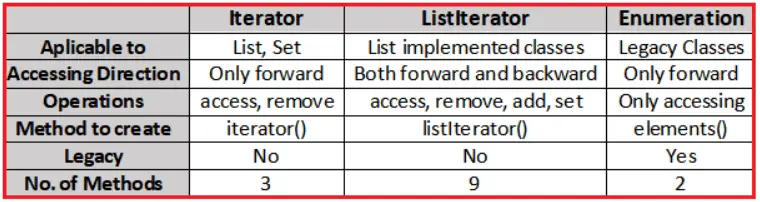 Iterator ListIterator Enumeration
Aplicable to List, Set List implemented classes Legacy Classes
Accessing Direction Only forward Both forward and backward Only forward
Operations access, remove access, remove, add, set Only accessing
Method to create iterator() listIterator() elements()
Legacy No No Yes
No. of Methods 3 9 2